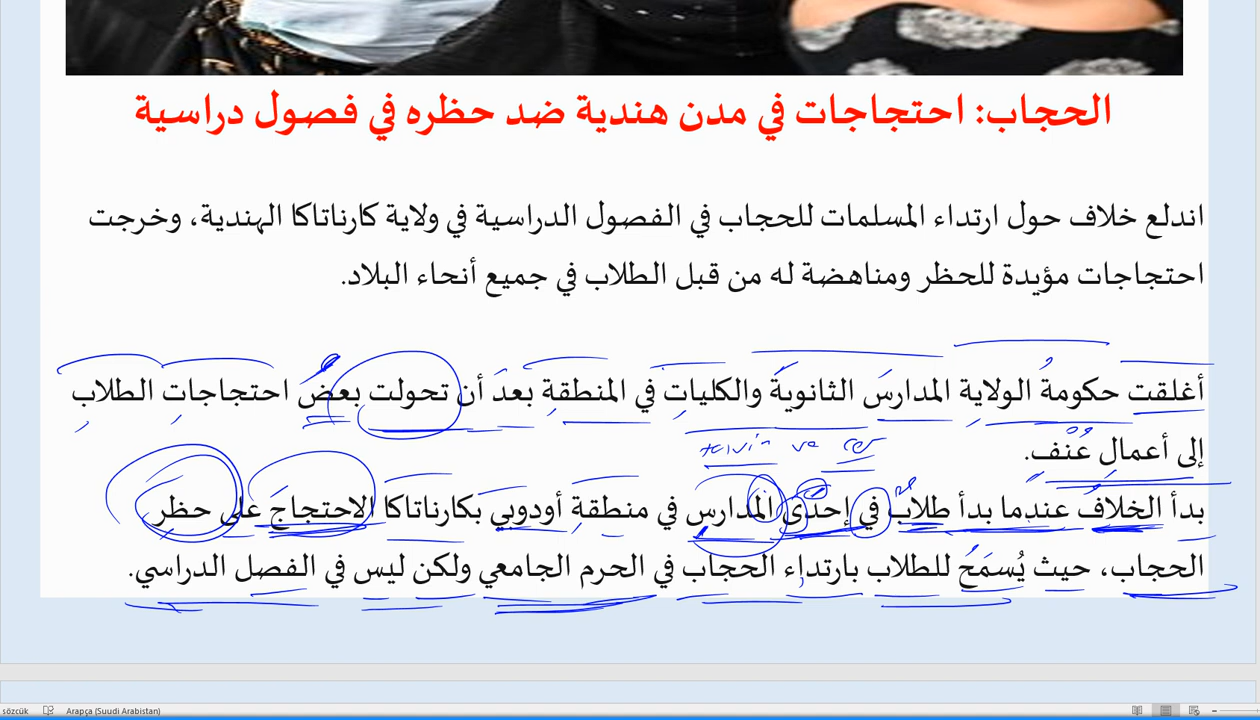 الحجاب: احتجاجات في مدن هندية ضد حظره في فصول دراسية
اندلع خلاف حول ارتداء المسلمات للحجاب في الفصول الدراسية في ولاية كارناتاكا الهندية، وخرجت
احتجاجات مؤيدة للحظر ومناهضة له من قبل الطلاب في جميع أنحاء البلاد.
أغلقت حكومةُ الولايةِ المدارسَ الثانويةَ والكلياتِ في المنطقةِ بعدَ أن تحولت بعضُ احتجاجاتِ الطلابِ
إلى أعمالِ عُنْف.
بدأ الخلافُ عندما بدأ طلاب في إحدى المدارس في منطقة أودوبي بكارناتاكا الاحتجاج على حظر
الحجاب، حيث يُسمَحُ للطلاب بارتداء الحجاب في الحرم الجامعي ولكن ليس في الفصل الدراسي.
sözcük Arapça (Suudi Arabistan)